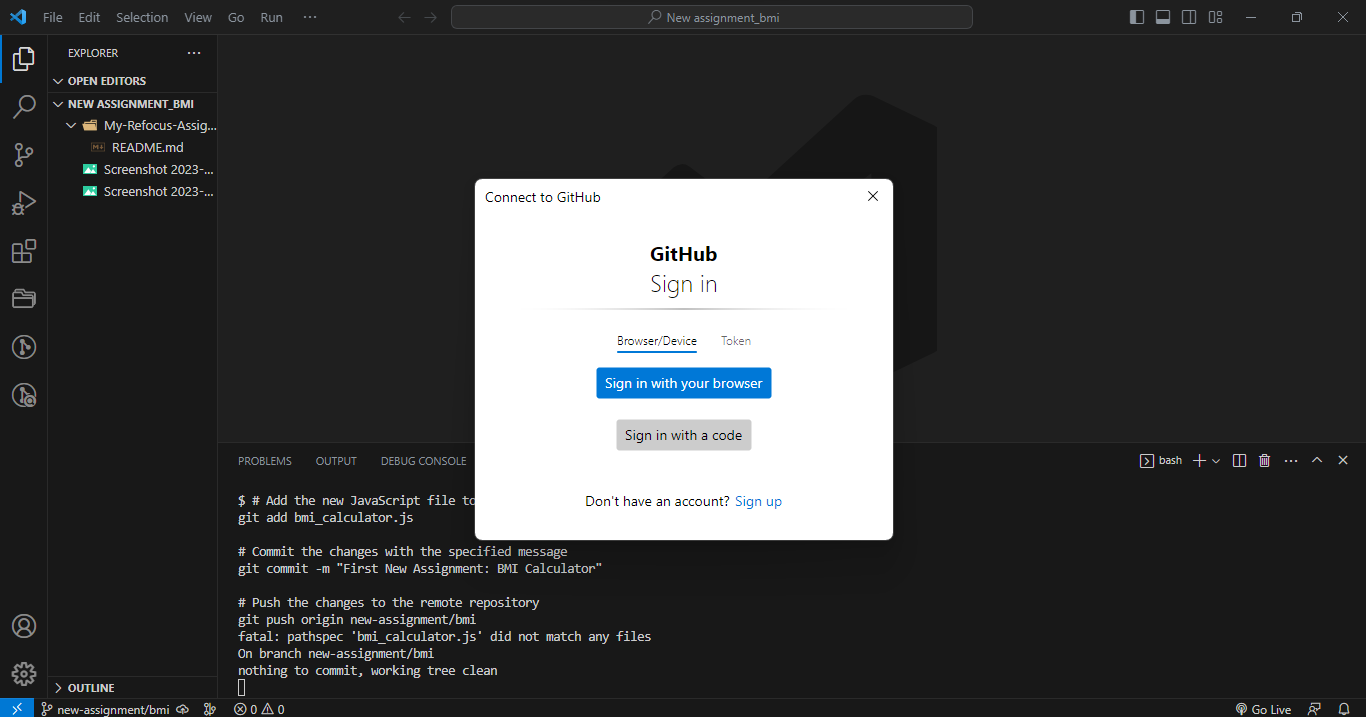 File Edit Selection View Go Run ···
New assignment_bmi
EXPLORER ···
OPEN EDITORS
NEW ASSIGNMENT_BMI
My-Refocus-Assig...
README.md
Screenshot 2023-...
Screenshot 2023-...
OUTLINE
Connect to GitHub
GitHub
Sign in
Browser/Device Token
Sign in with your browser
Sign in with a code
Don't have an account? Sign up
PROBLEMS OUTPUT DEBUG CONSOLE
bash
$ # Add the new JavaScript file to
git add bmi_calculator.js
# Commit the changes with the specified message
git commit -m "First New Assignment: BMI Calculator"
# Push the changes to the remote repository
git push origin new-assignment/bmi
fatal: pathspec 'bmi_calculator.js' did not match any files
On branch new-assignment/bmi
nothing to commit, working tree clean
new-assignment/bmi 0 0 Go Live